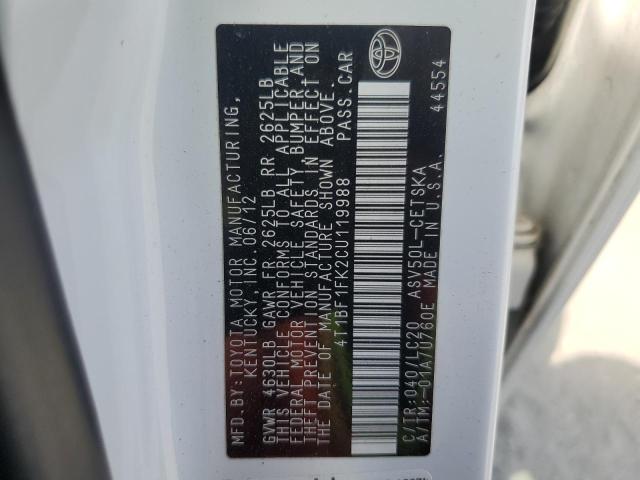 MFD.BY:TOYOTA MOTOR MANUFACTURING,
KENTUCKY, INC. 06/12
GVWR 4630LB GAWR FR 2625LB RR 2625LB
THIS VEHICLE CONFORMS TO ALL APPLICABLE
FEDERAL MOTOR VEHICLE SAFETY, BUMPER, AND
THEFT PREVENTION STANDARDS IN EFFECT ON
THE DATE OF MANUFACTURE SHOWN ABOVE.
4T1BF1FK2CU119988 PASS.CAR
C/TR:040/LC20 ASV50L-CETSKA
A/TM:-01A/U760E MADE IN U.S.A.
44554